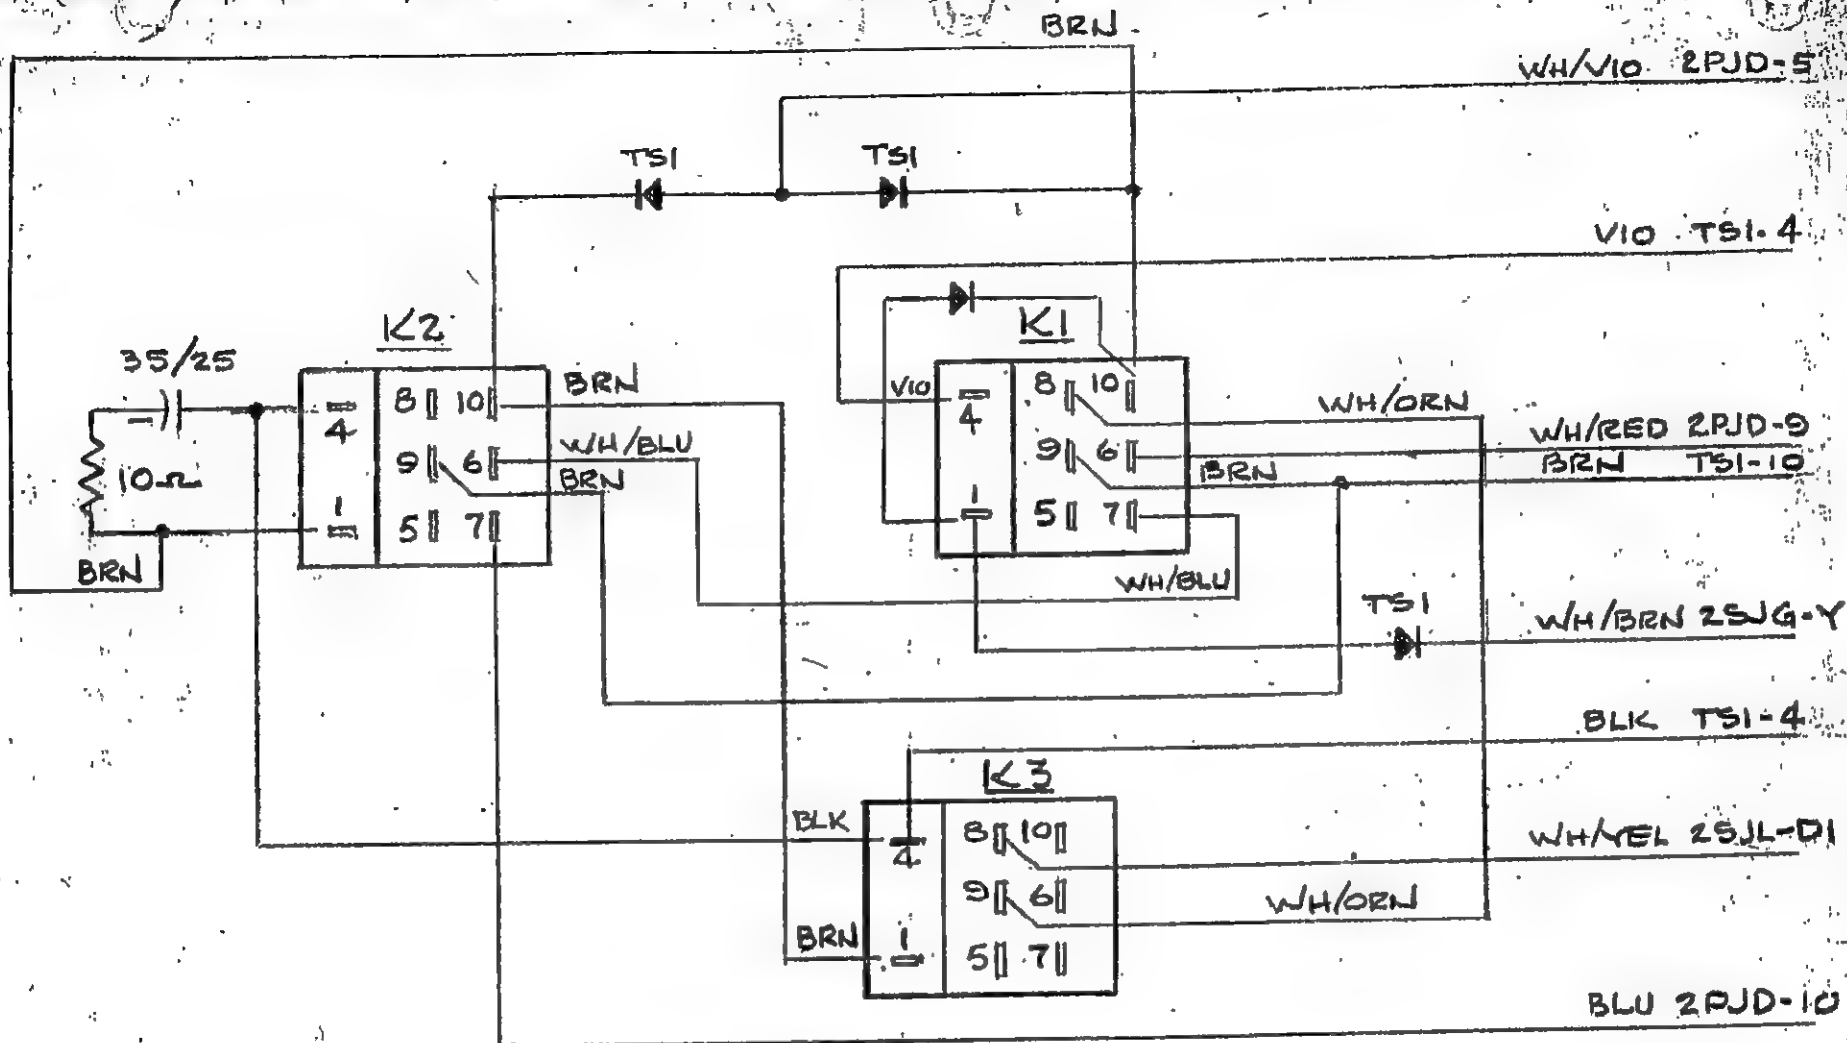 BRN
WH/VIO 2PJD-5
TS1 TS1
VIO TS1-4
K2
K1
35/25
8 10
BRN
VIO
4
8 10
WH/ORN
4
WH/BLU
WH/RED 2PJD-9
10Ω
9 6
BRN
9 6
BRN
BRN TS1-10
1
5 7
1
5 7
BRN
WH/BLU
TS1
WH/BRN 2SJG-Y
BLK TS1-4
K3
BLK
4
8 10
WH/YEL 2SJL-D1
9 6
WH/ORN
BRN
1
5 7
BLU 2PJD-10